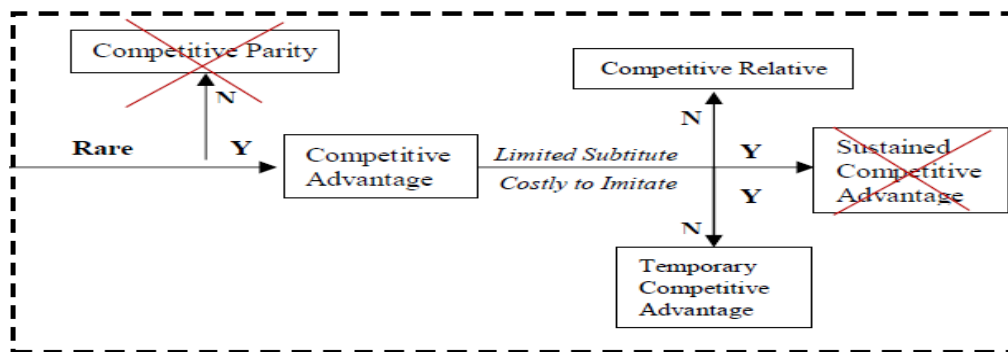 Competitive Parity
Competitive Relative
N
N
Rare
Y
Competitive
Advantage
Limited Subtitute
Costly to Imitate
Y
Y
Sustained
Competitive
Advantage
N
Temporary
Competitive
Advantage